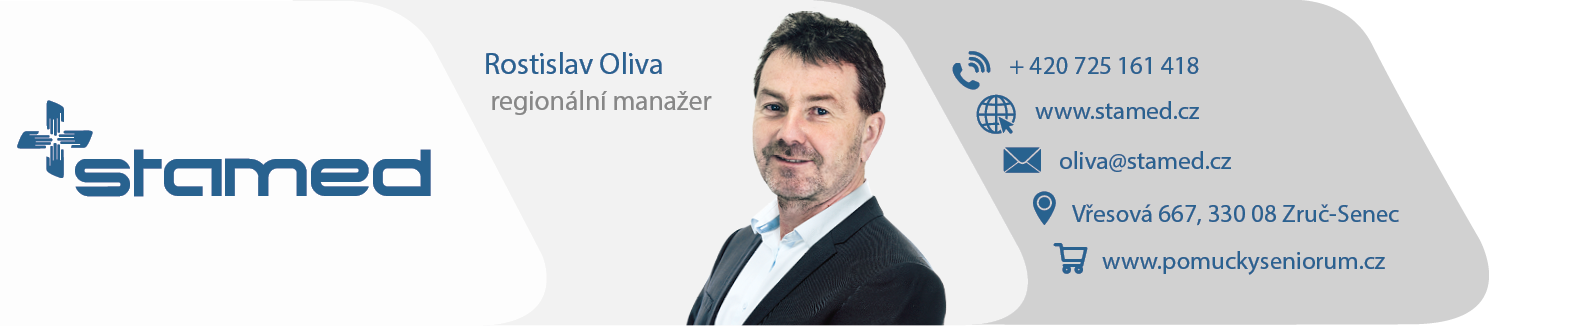 stamed
Rostislav Oliva
regionální manažer
+ 420 725 161 418
www.stamed.cz
oliva@stamed.cz
Vřesová 667, 330 08 Zruč-Senec
www.pomuckyseniorum.cz